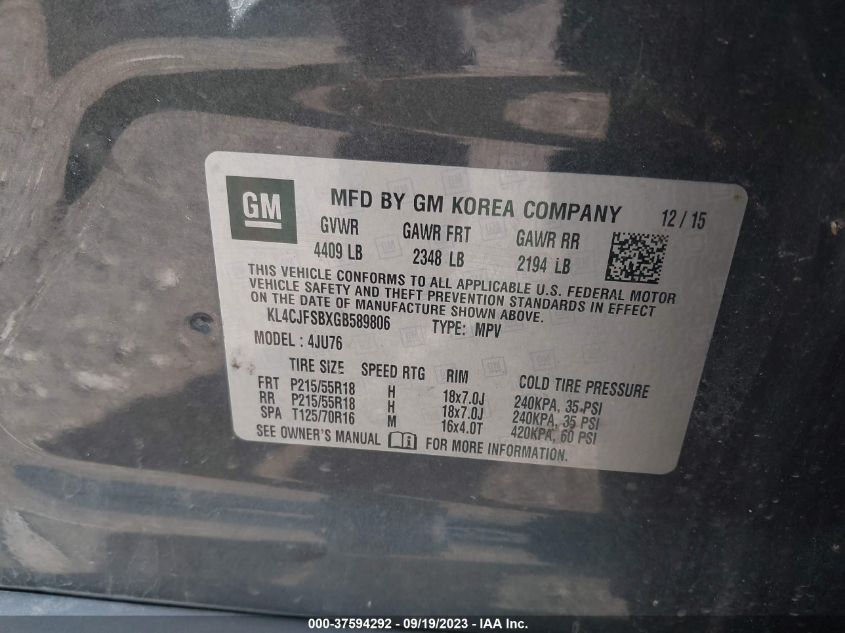 GM
MFD BY GM KOREA COMPANY 12 / 15
GVWR GAWR FRT GAWR RR
4409 LB 2348 LB 2194 LB
THIS VEHICLE CONFORMS TO ALL APPLICABLE U.S. FEDERAL MOTOR
VEHICLE SAFETY AND THEFT PREVENTION STANDARDS IN EFFECT
ON THE DATE OF MANUFACTURE SHOWN ABOVE.
KL4CJFSBXGB589806 TYPE: MPV
MODEL : 4JU76
TIRE SIZE SPEED RTG RIM COLD TIRE PRESSURE
FRT P215/55R18 H 18x7.0J 240KPA, 35 PSI
RR P215/55R18 H 18x7.0J 240KPA, 35 PSI
SPA T125/70R16 M 16x4.0T 420KPA, 60 PSI
SEE OWNER'S MANUAL FOR MORE INFORMATION.
000-37594292 - 09/19/2023 - COPYRIGHT IAA, Inc.